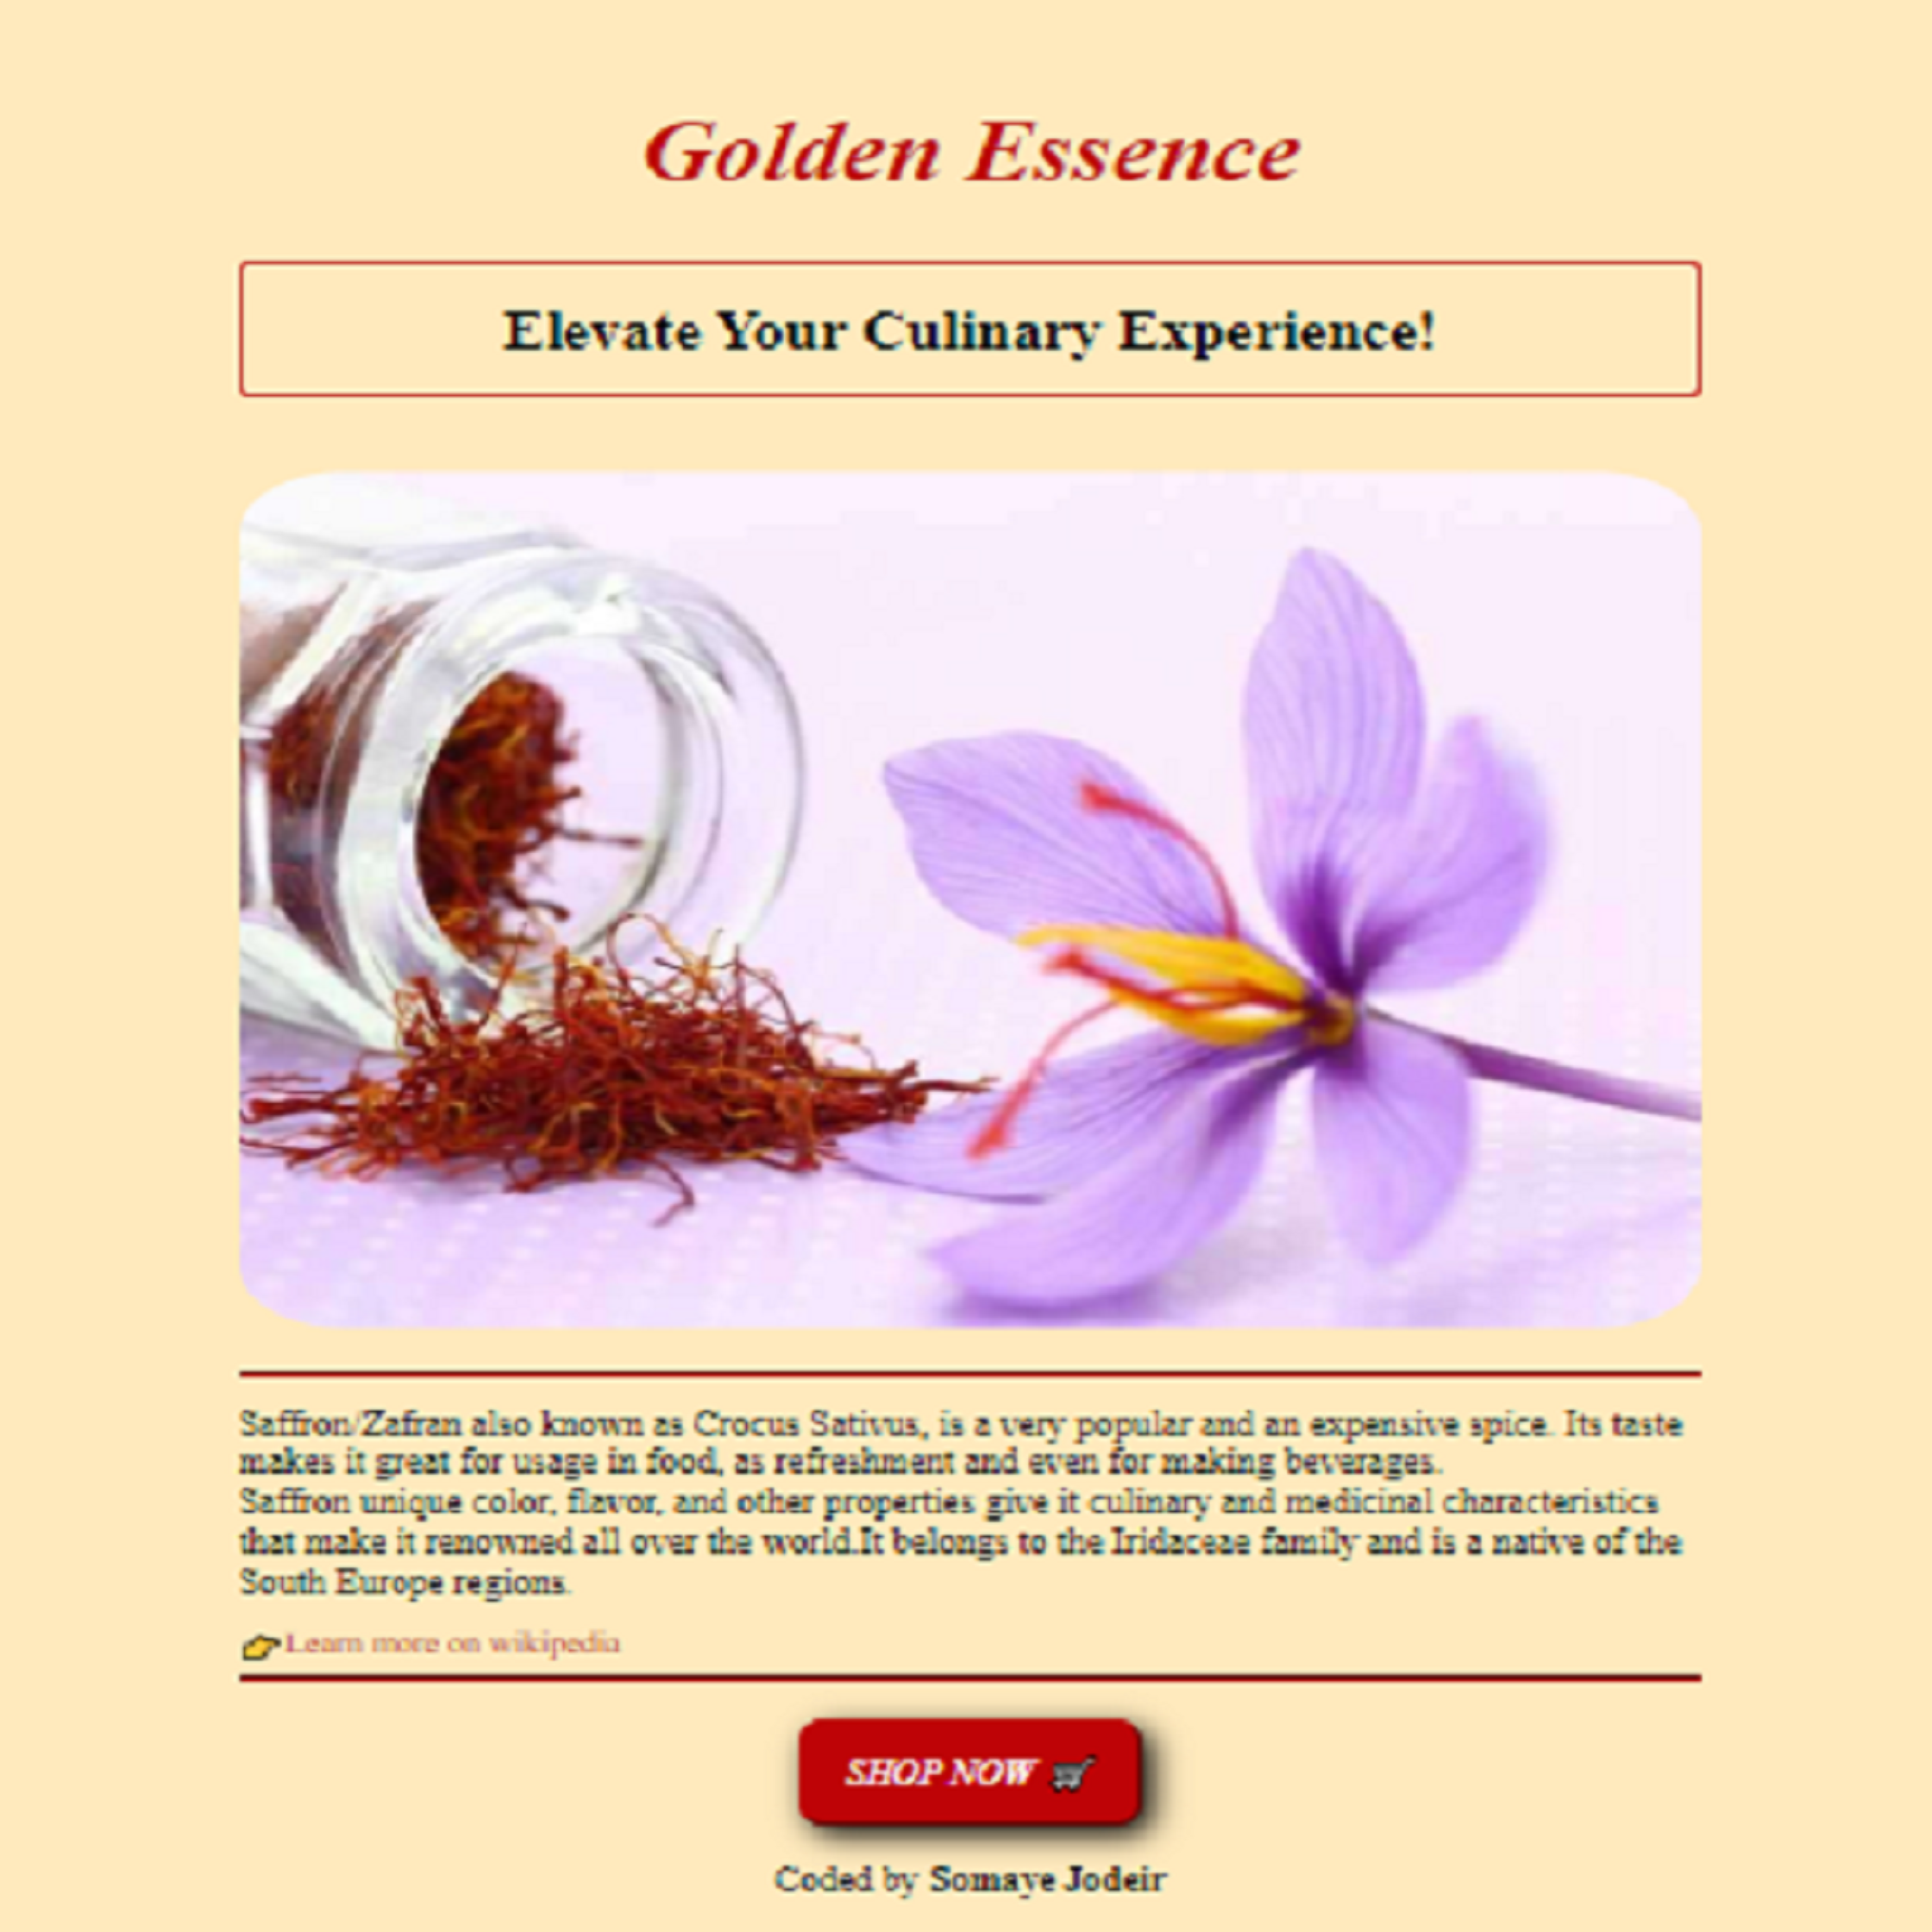 Golden Essence
Elevate Your Culinary Experience!
Saffron/Zafran also known as Crocus Sativus, is a very popular and an expensive spice. Its taste
makes it great for usage in food, as refreshment and even for making beverages.
Saffron unique color, flavor, and other properties give it culinary and medicinal characteristics
that make it renowned all over the world.It belongs to the Iridaceae family and is a native of the
South Europe regions.
👉Learn more on wikipedia
SHOP NOW 🛒
Coded by Somaye Jodeir